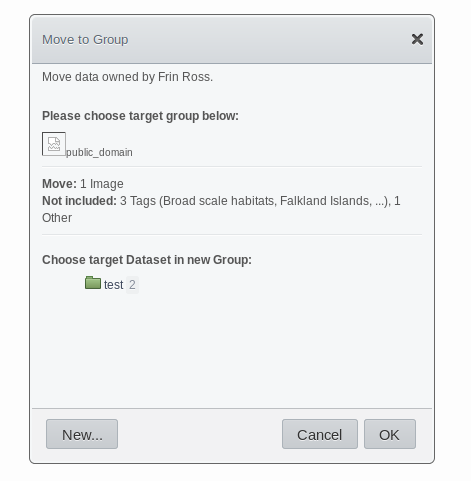 Move to Group
Move data owned by Frin Ross.
Please choose target group below:
public_domain
Move: 1 Image
Not included: 3 Tags (Broad scale habitats, Falkland Islands, ...), 1
Other
Choose target Dataset in new Group:
test 2
New... Cancel OK